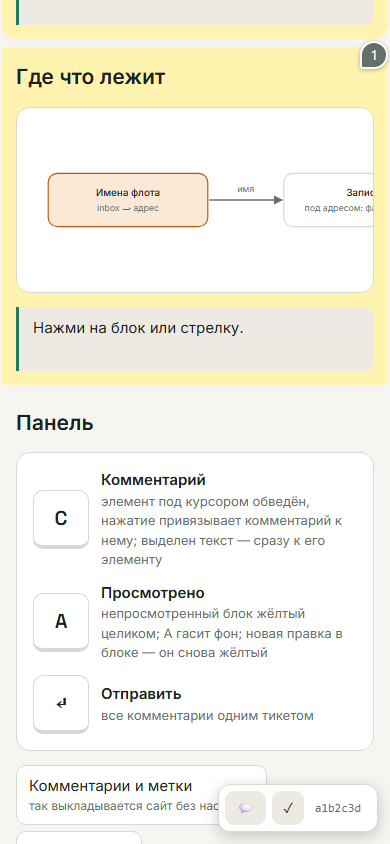 1
Где что лежит
Имена флота
inbox → адрес
имя
под адресом:
Нажми на блок или стрелку.
Панель
C
Комментарий
элемент под курсором обведён,
нажатие привязывает комментарий к
нему; выделен текст — сразу к его
элементу
A
Просмотрено
непросмотренный блок жёлтый
целиком; A гасит фон; новая правка в
блоке — он снова жёлтый
↵
Отправить
все комментарии одним тикетом
Комментарии и метки
так выкладывается сайт без
✓
a1b2c3d